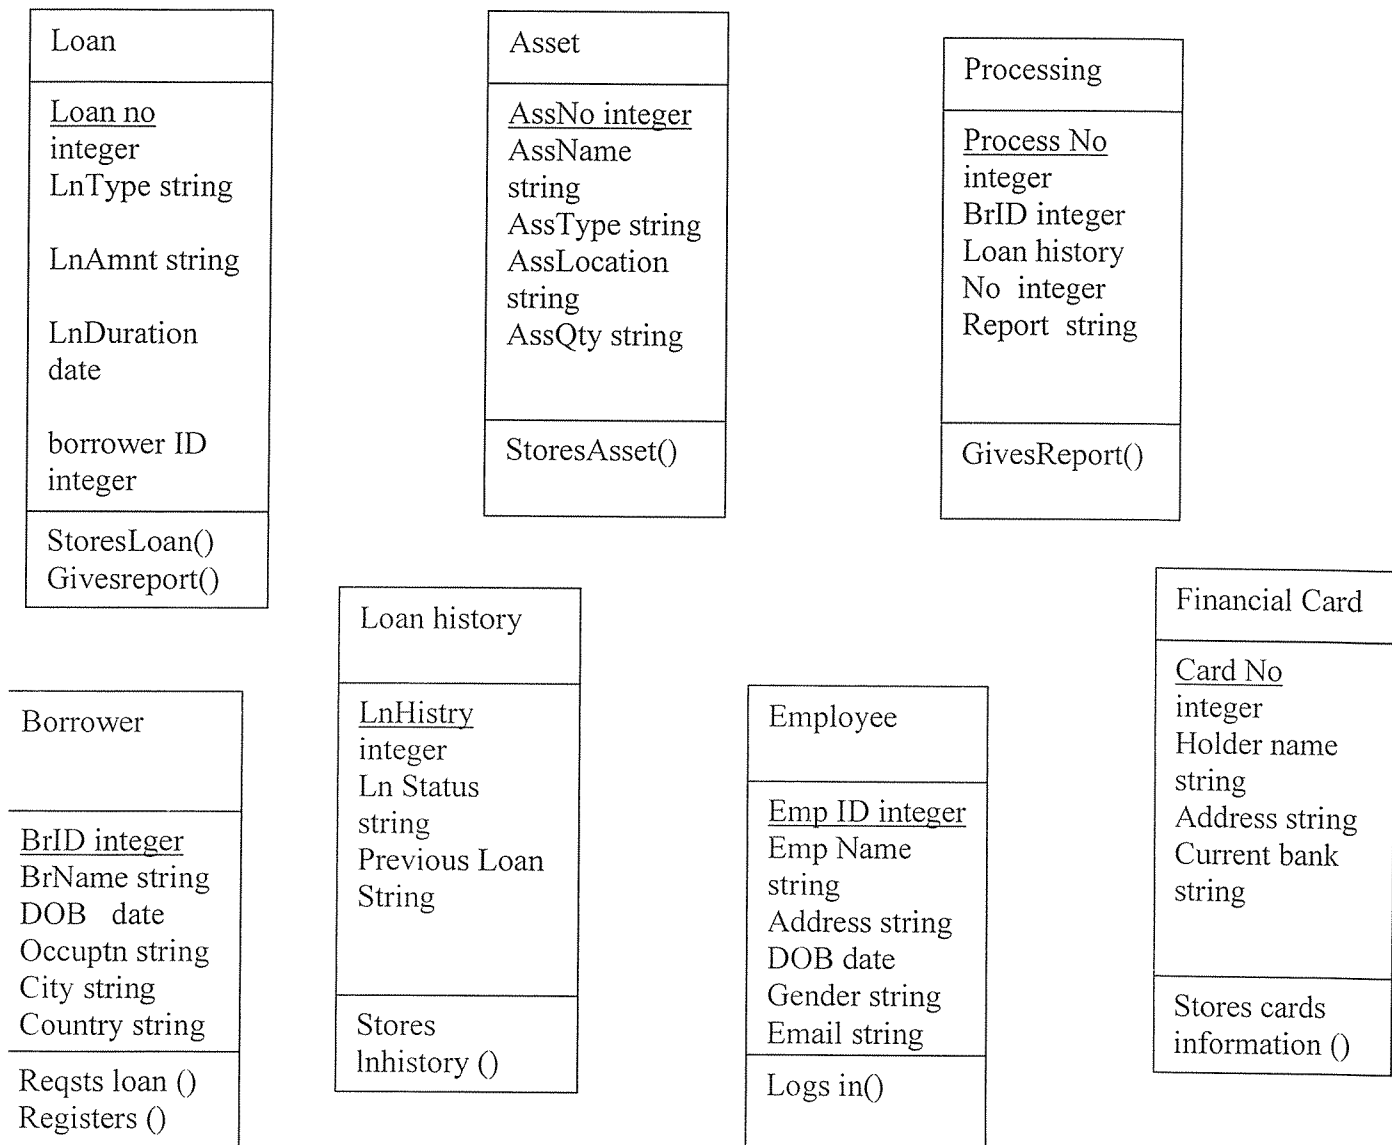 Loan
Loan no
integer
LnType string
LnAmnt string
LnDuration
date
borrower ID
integer
StoresLoan()
Givesreport()
Asset
AssNo integer
AssName
string
AssType string
AssLocation
string
AssQty string
StoresAsset()
Processing
Process No
integer
BrID integer
Loan history
No integer
Report string
GivesReport()
Borrower
BrID integer
BrName string
DOB date
Occuptn string
City string
Country string
Reqsts loan ()
Registers ()
Loan history
LnHistry
integer
Ln Status
string
Previous Loan
String
Stores
lnhistory ()
Employee
Emp ID integer
Emp Name
string
Address string
DOB date
Gender string
Email string
Logs in()
Financial Card
Card No
integer
Holder name
string
Address string
Current bank
string
Stores cards
information ()